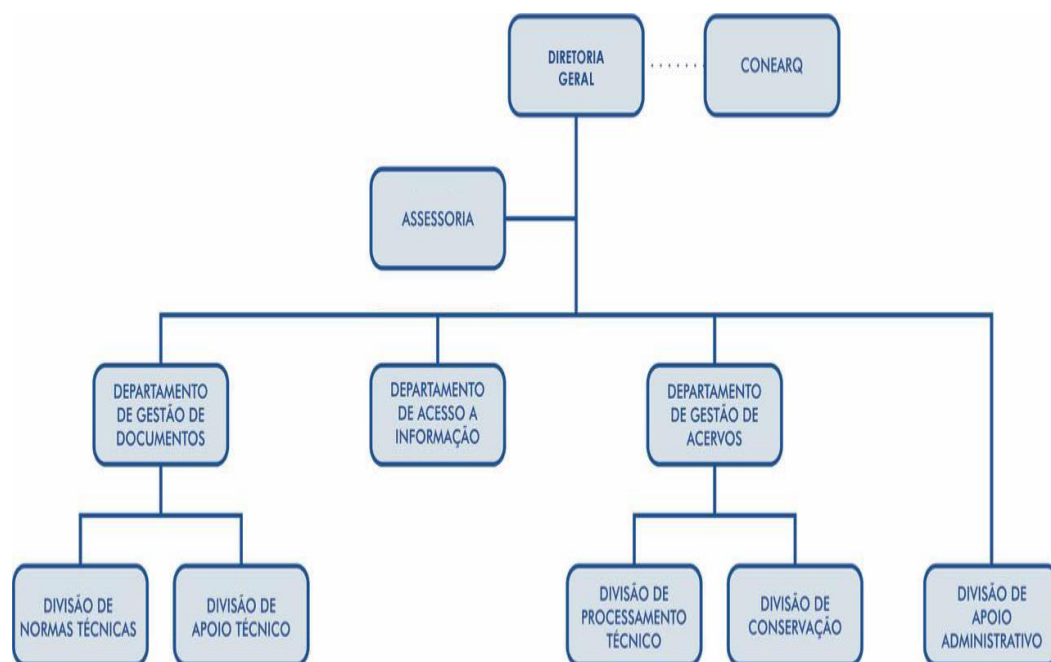 DIRETORIA
GERAL
CONEARQ
ASSESSORIA
DEPARTAMENTO
DE GESTÃO DE
DOCUMENTOS
DEPARTAMENTO
DE ACESSO A
INFORMAÇÃO
DEPARTAMENTO
DE GESTÃO DE
ACERVOS
DIVISÃO DE
NORMAS TÉCNICAS
DIVISÃO DE
APOIO TÉCNICO
DIVISÃO DE
PROCESSAMENTO
TÉCNICO
DIVISÃO DE
CONSERVAÇÃO
DIVISÃO DE
APOIO
ADMINISTRATIVO